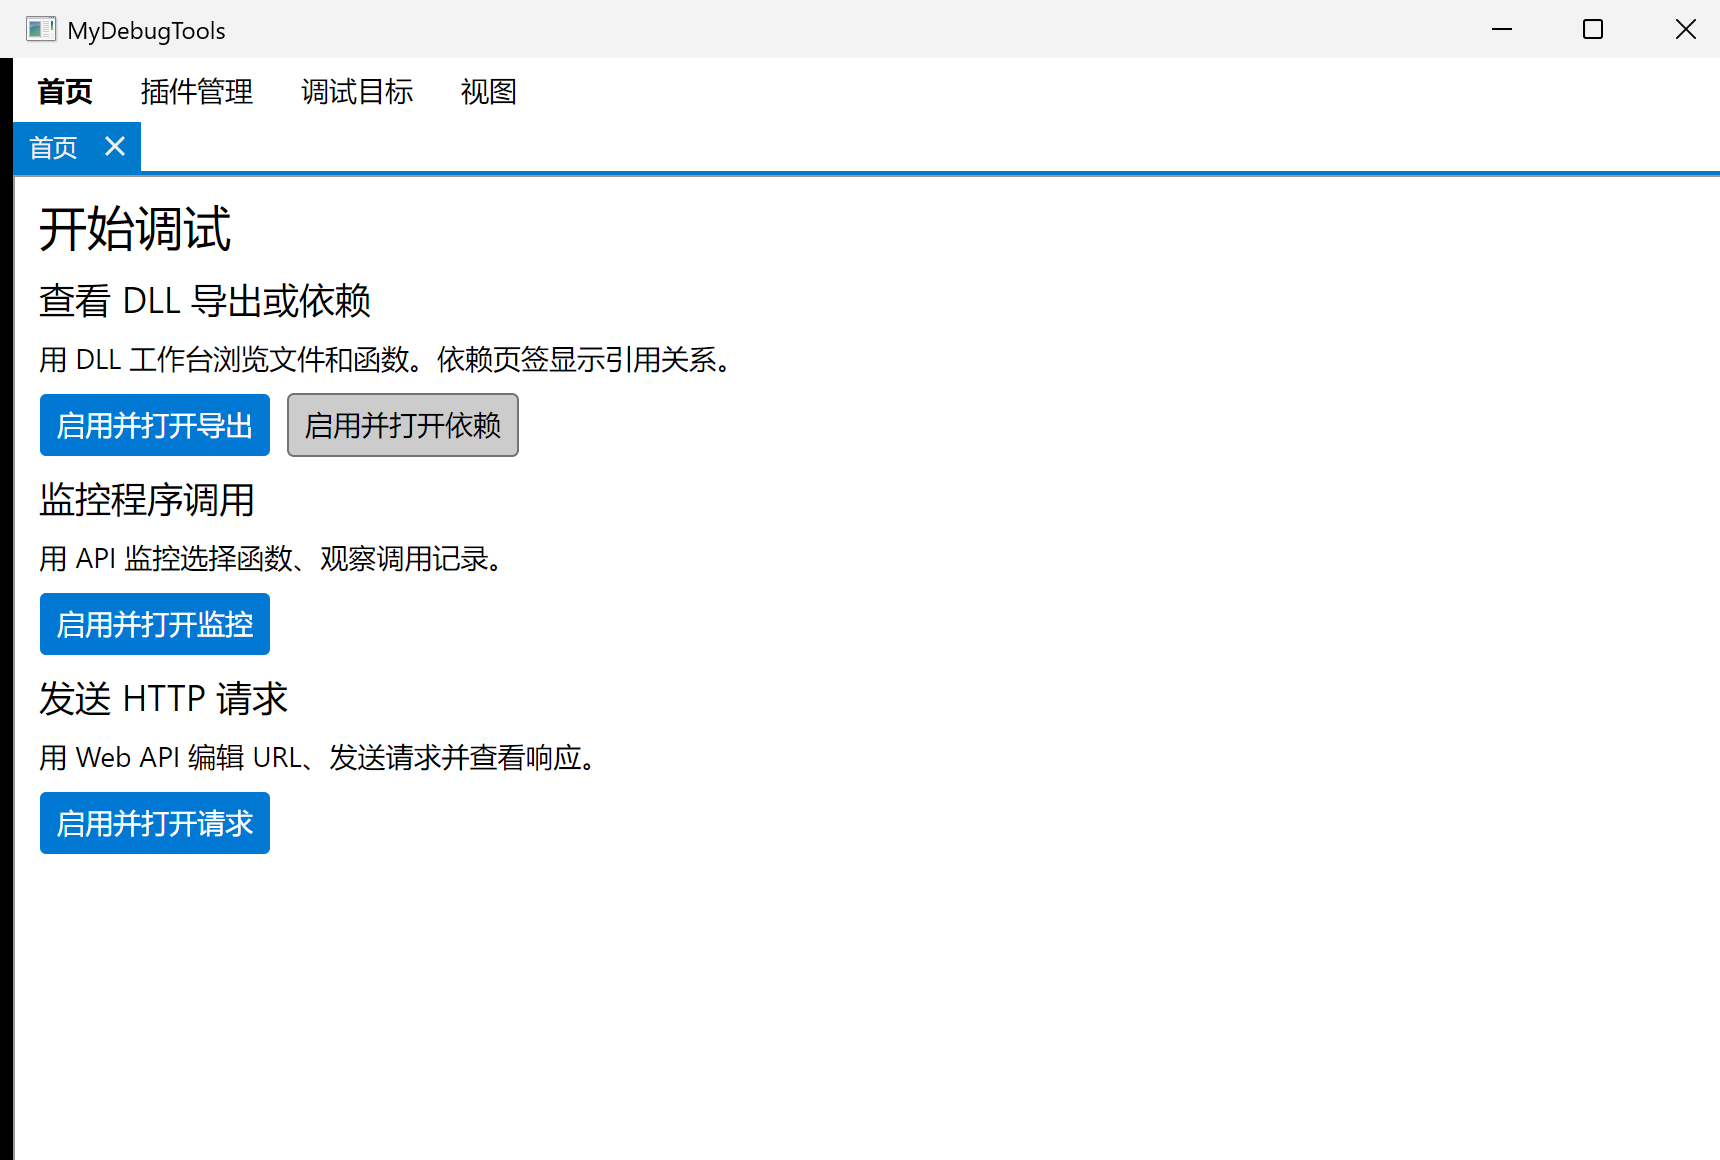 MyDebugTools
首页 插件管理 调试目标 视图
首页
开始调试
查看 DLL 导出或依赖
用 DLL 工作台浏览文件和函数。依赖页签显示引用关系。
启用并打开导出 启用并打开依赖
监控程序调用
用 API 监控选择函数、观察调用记录。
启用并打开监控
发送 HTTP 请求
用 Web API 编辑 URL、发送请求并查看响应。
启用并打开请求